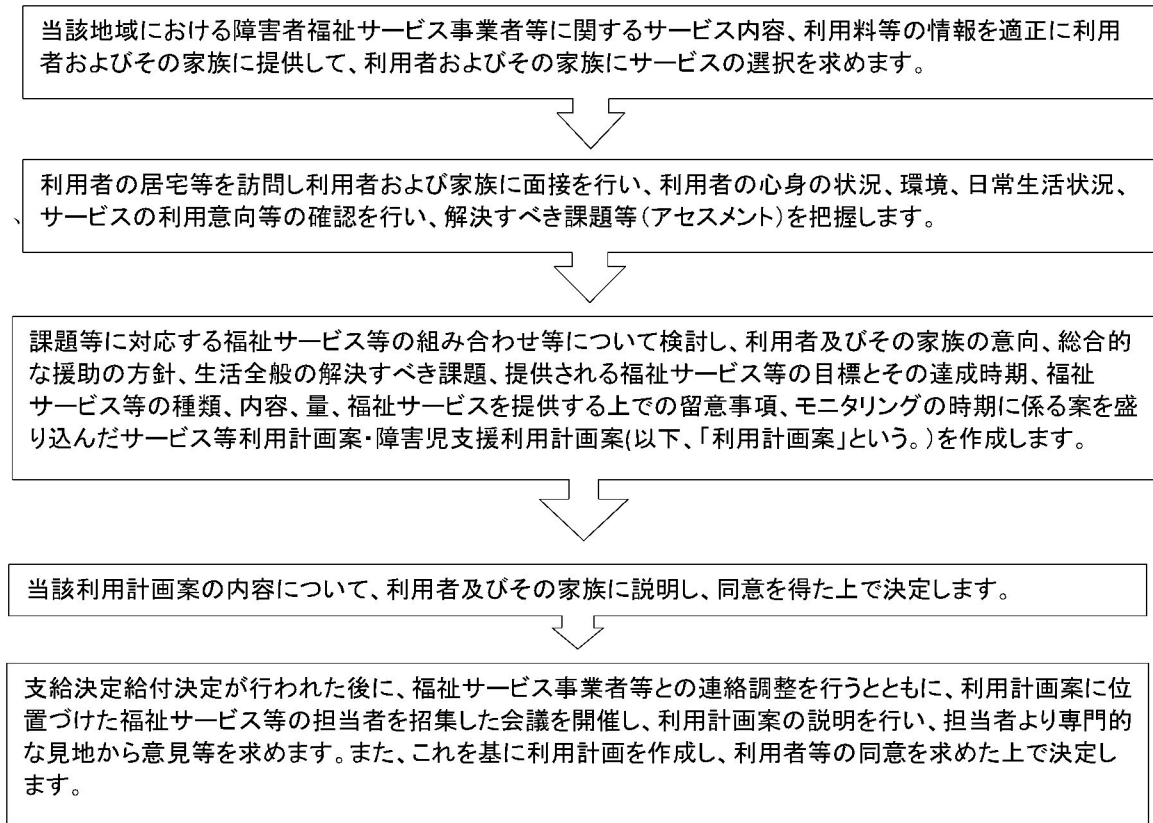 当該地域における障害者福祉サービス事業者等に関するサービス内容、利用料等の情報を適正に利用
者およびその家族に提供して、利用者およびその家族にサービスの選択を求めます。
利用者の居宅等を訪問し利用者および家族に面接を行い、利用者の心身の状況、環境、日常生活状況、
、サービスの利用意向等の確認を行い、解決すべき課題等(アセスメント)を把握します。
課題等に対応する福祉サービス等の組み合わせ等について検討し、利用者及びその家族の意向、総合的
な援助の方針、生活全般の解決すべき課題、提供される福祉サービス等の目標とその達成時期、福祉
サービス等の種類、内容、量、福祉サービスを提供する上での留意事項、モニタリングの時期に係る案を盛
り込んだサービス等利用計画案・障害児支援利用計画案(以下、「利用計画案」という。)を作成します。
当該利用計画案の内容について、利用者及びその家族に説明し、同意を得た上で決定します。
支給決定給付決定が行われた後に、福祉サービス事業者等との連絡調整を行うとともに、利用計画案に位
置づけた福祉サービス等の担当者を招集した会議を開催し、利用計画案の説明を行い、担当者より専門的
な見地から意見等を求めます。また、これを基に利用計画を作成し、利用者等の同意を求めた上で決定し
ます。